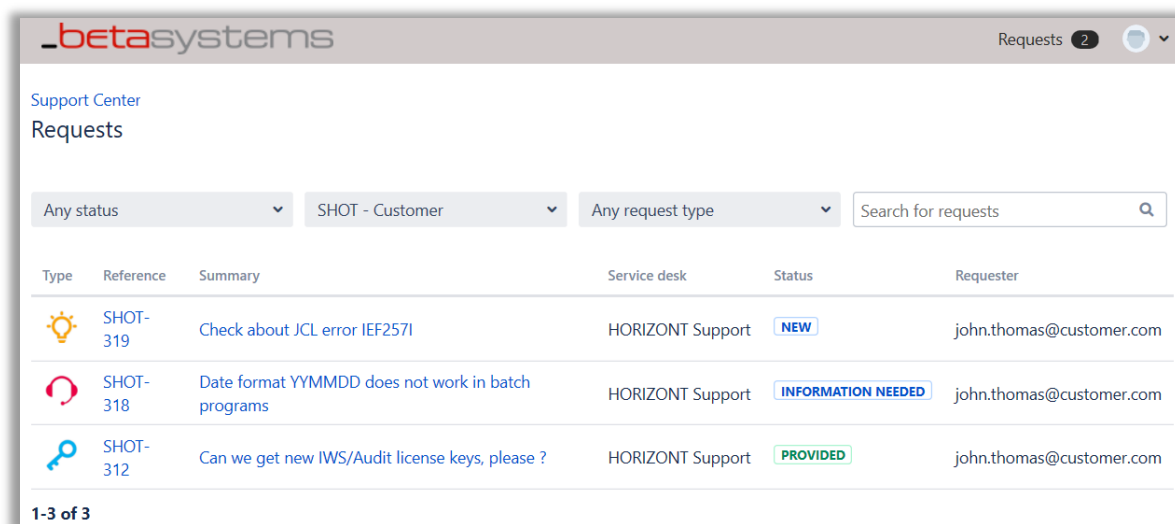 _betasystems
Requests 2
Support Center
Requests
Any status
SHOT - Customer
Any request type
Search for requests
Type Reference Summary Service desk Status Requester
SHOT-
319
Check about JCL error IEF257I
HORIZONT Support
NEW
john.thomas@customer.com
SHOT-
318
Date format YYMMDD does not work in batch
programs
HORIZONT Support
INFORMATION NEEDED
john.thomas@customer.com
SHOT-
312
Can we get new IWS/Audit license keys, please ?
HORIZONT Support
PROVIDED
john.thomas@customer.com
1-3 of 3